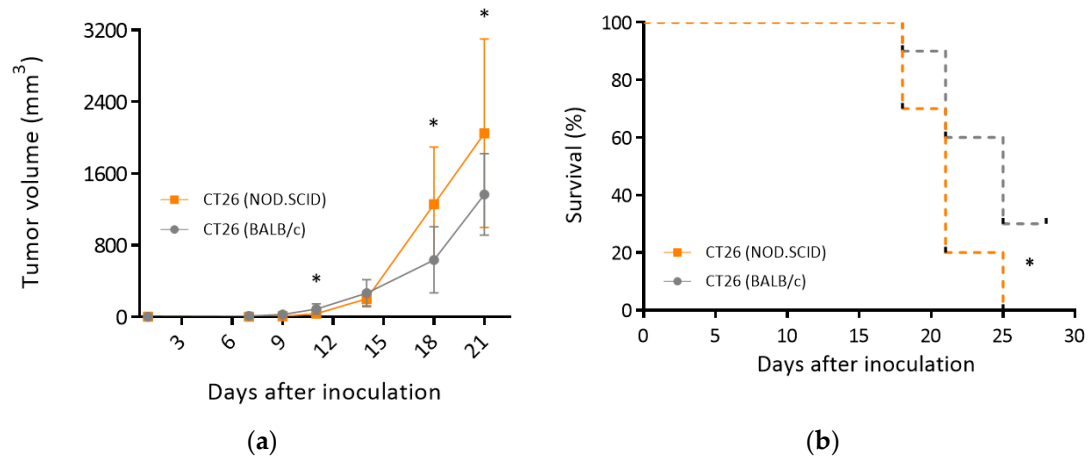 *
*
*
3200
2400
1600
800
0
Tumor volume (mm³)
CT26 (NOD.SCID)
CT26 (BALB/c)
3 6 9 12 15 18 21
Days after inoculation
(a)
100
80
60
40
20
0
Survival (%)
CT26 (NOD.SCID)
CT26 (BALB/c)
*
0 5 10 15 20 25 30
Days after inoculation
(b)